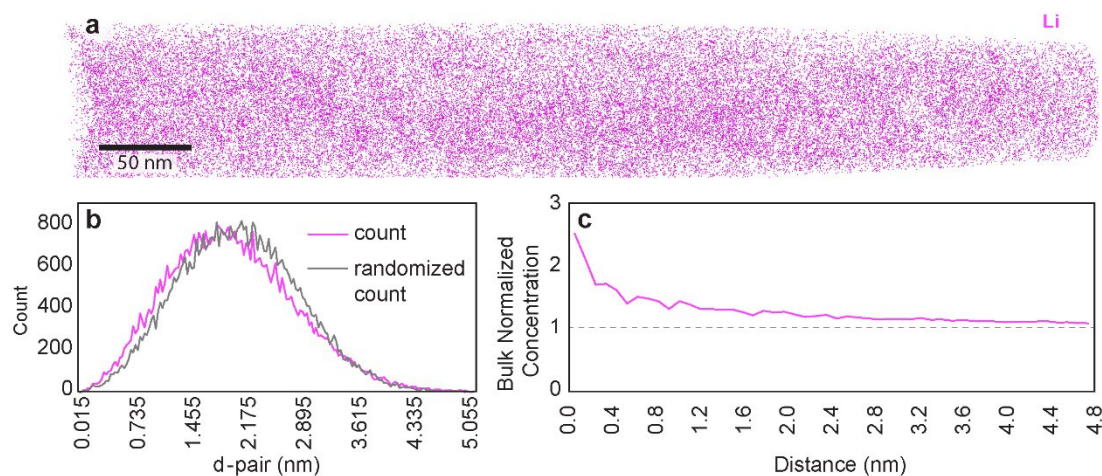 a
Li
50 nm
b
800
600
400
200
0
Count
count
randomized
count
0.015
0.735
1.455
2.175
2.895
3.615
4.335
5.055
d-pair (nm)
c
3
2
1
0
Bulk Normalized
Concentration
0.0
0.4
0.8
1.2
1.6
2.0
2.4
2.8
3.2
3.6
4.0
4.4
4.8
Distance (nm)